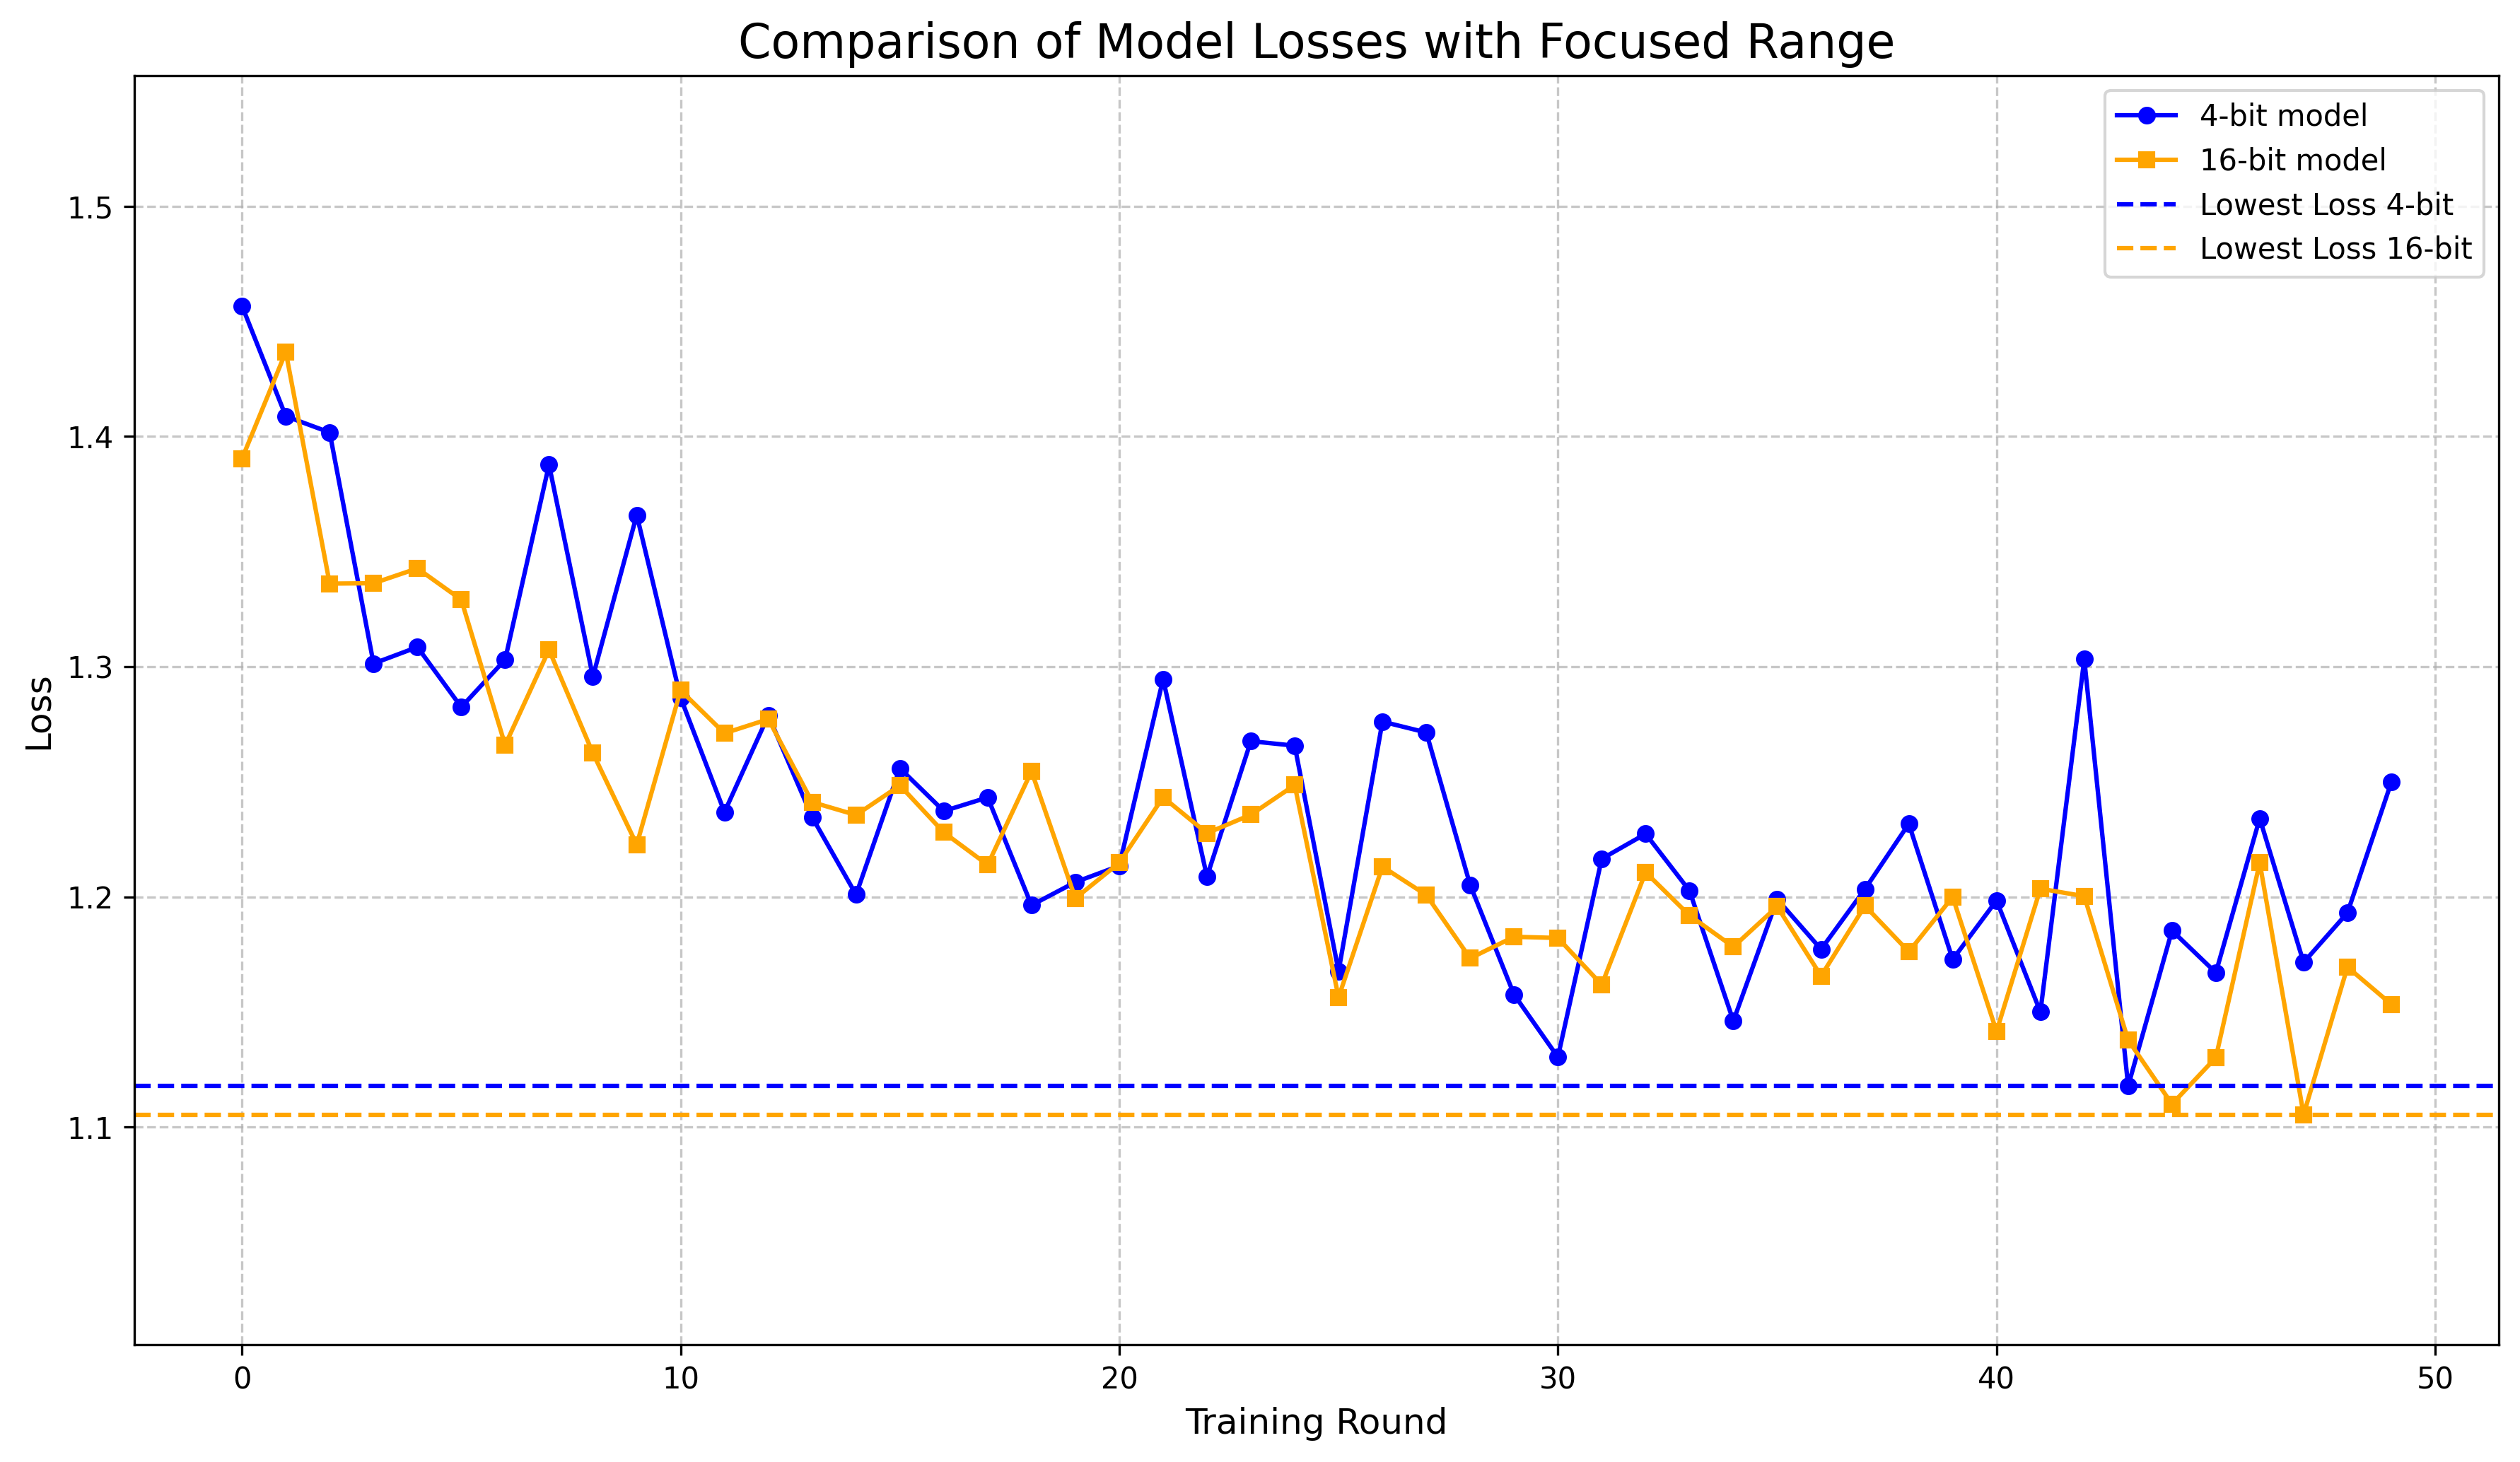 Comparison of Model Losses with Focused Range
4-bit model
16-bit model
Lowest Loss 4-bit
Lowest Loss 16-bit
Loss
1.5
1.4
1.3
1.2
1.1
0 10 20 30 40 50
Training Round